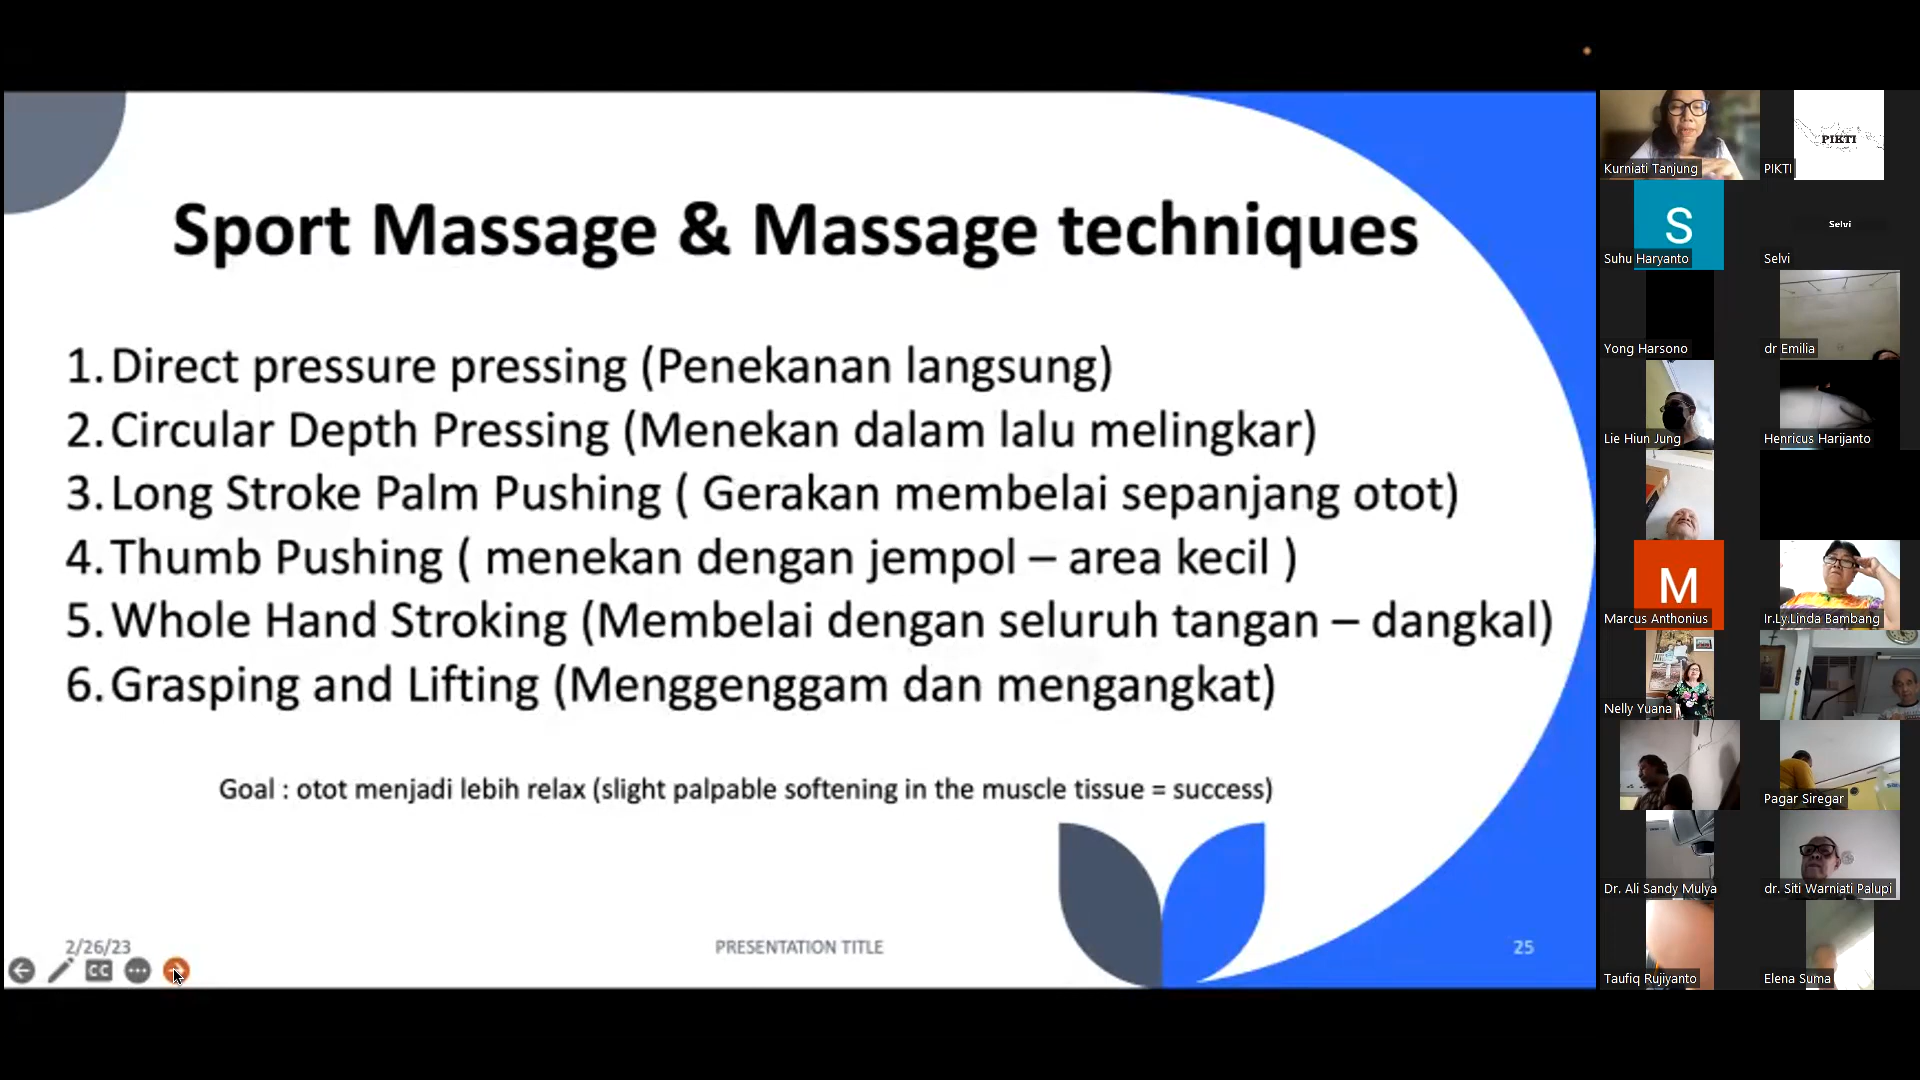 Sport Massage & Massage techniques
1. Direct pressure pressing (Penekanan langsung)
2. Circular Depth Pressing (Menekan dalam lalu melingkar)
3. Long Stroke Palm Pushing ( Gerakan membelai sepanjang otot)
4. Thumb Pushing ( menekan dengan jempol – area kecil )
5. Whole Hand Stroking (Membelai dengan seluruh tangan – dangkal)
6. Grasping and Lifting (Menggenggam dan mengangkat)
Goal : otot menjadi lebih relax (slight palpable softening in the muscle tissue = success)
2/26/23
PRESENTATION TITLE
25
CC
Kurniati Tanjung
PIKTI
PIKTI
S
Suhu Haryanto
Selvi
Selvi
Yong Harsono
dr Emilia
Lie Hiun Jung
Henricus Harijanto
M
Marcus Anthonius
Ir.Ly.Linda Bambang
Nelly Yuana
Pagar Siregar
Dr. Ali Sandy Mulya
dr. Siti Warniati Palupi
Taufiq Rujiyanto
Elena Suma